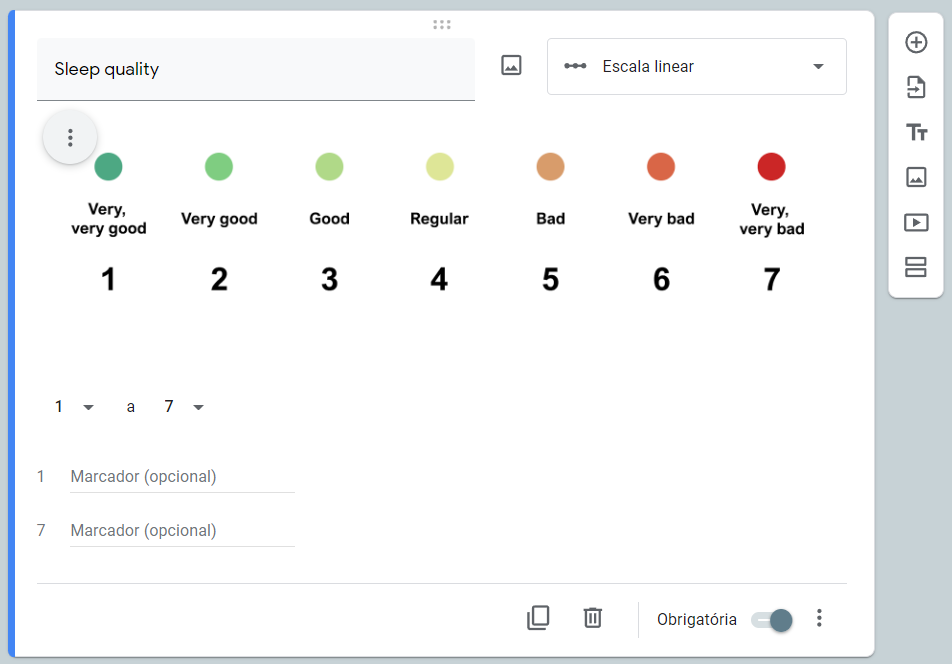 Sleep quality
Escala linear
Very, very good
Very good
Good
Regular
Bad
Very bad
Very, very bad
1 2 3 4 5 6 7
1 a 7
1 Marcador (opcional)
7 Marcador (opcional)
Obrigatória
Tт